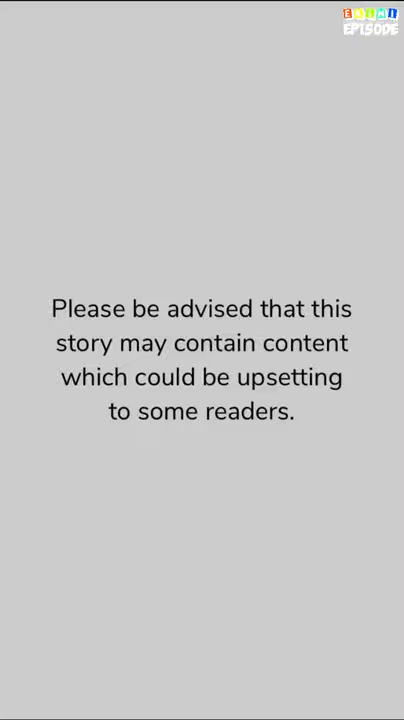 EPISODE
Please be advised that this
story may contain content
which could be upsetting
to some readers.